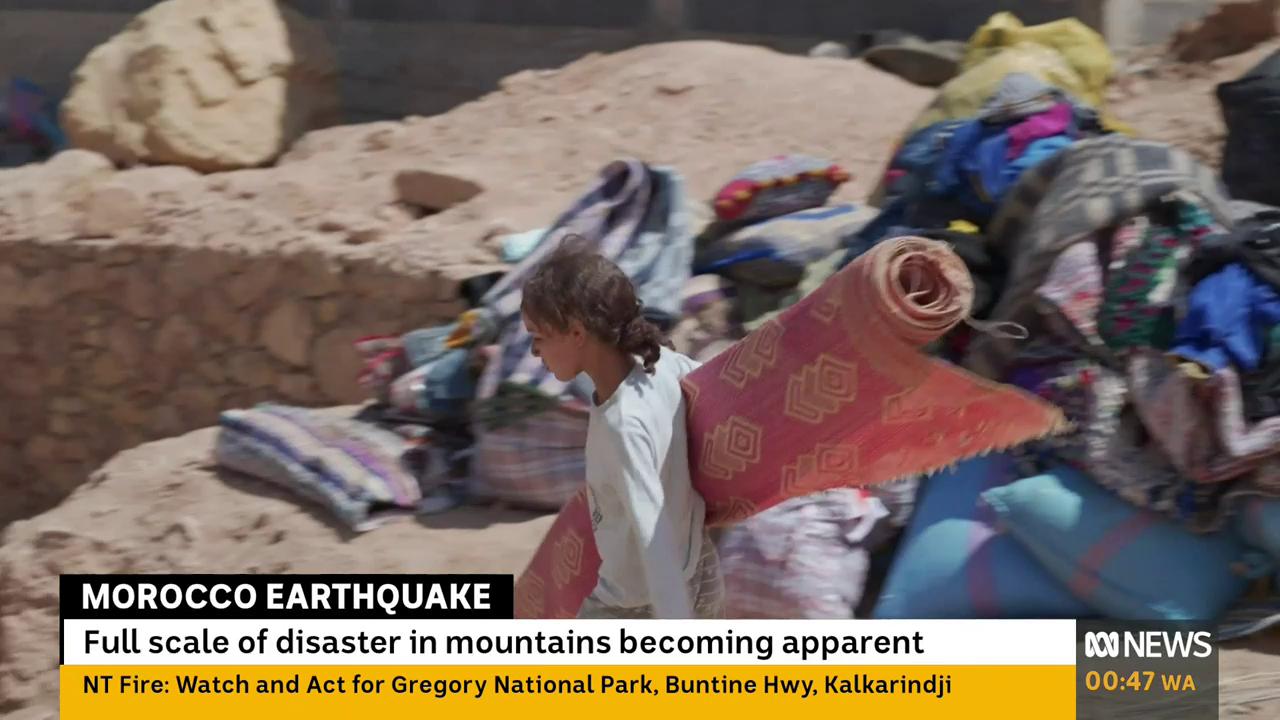 MOROCCO EARTHQUAKE
Full scale of disaster in mountains becoming apparent
NT Fire: Watch and Act for Gregory National Park, Buntine Hwy, Kalkarindji
NEWS
00:47 WA